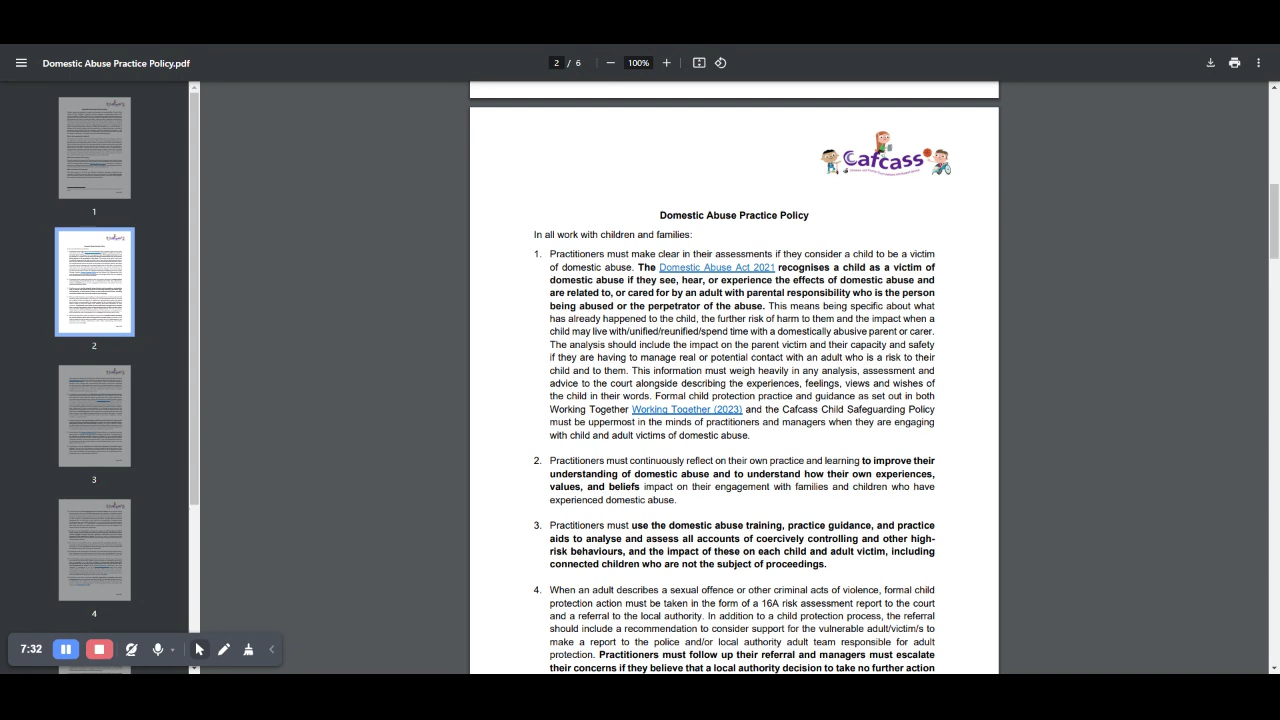 Domestic Abuse Practice Policy.pdf
2 / 6
100%
1
2
3
4
7:32
Cafcass
Domestic Abuse Practice Policy
In all work with children and families:
1. Practitioners must make clear in their assessments if they consider a child to be a victim
of domestic abuse. The Domestic Abuse Act 2021 recognises a child as a victim of
domestic abuse if they see, hear, or experience the effects of domestic abuse and
are related to, or cared for by an adult with parental responsibility who is the person
being abused or the perpetrator of the abuse. This means being specific about what
has already happened to the child, the further risk of harm to them and the impact when a
child may live with/unified/reunified/spend time with a domestically abusive parent or carer.
The analysis should include the impact on the parent victim and their capacity and safety
if they are having to manage real or potential contact with an adult who is a risk to their
child and to them. This information must weigh heavily in any analysis, assessment and
advice to the court alongside describing the experiences, feelings, views and wishes of
the child in their words. Formal child protection practice and guidance as set out in both
Working Together Working Together (2023) and the Cafcass Child Safeguarding Policy
must be uppermost in the minds of practitioners and managers when they are engaging
with child and adult victims of domestic abuse.
2. Practitioners must continuously reflect on their own practice and learning to improve their
understanding of domestic abuse and to understand how their own experiences,
values, and beliefs impact on their engagement with families and children who have
experienced domestic abuse.
3. Practitioners must use the domestic abuse training, practice guidance, and practice
aids to analyse and assess all accounts of coercively controlling and other high-
risk behaviours, and the impact of these on each child and adult victim, including
connected children who are not the subject of proceedings.
4. When an adult describes a sexual offence or other criminal acts of violence, formal child
protection action must be taken in the form of a 16A risk assessment report to the court
and a referral to the local authority. In addition to a child protection process, the referral
should include a recommendation to consider support for the vulnerable adult/victim/s to
make a report to the police and/or local authority adult team responsible for adult
protection. Practitioners must follow up their referral and managers must escalate
their concerns if they believe that a local authority decision to take no further action